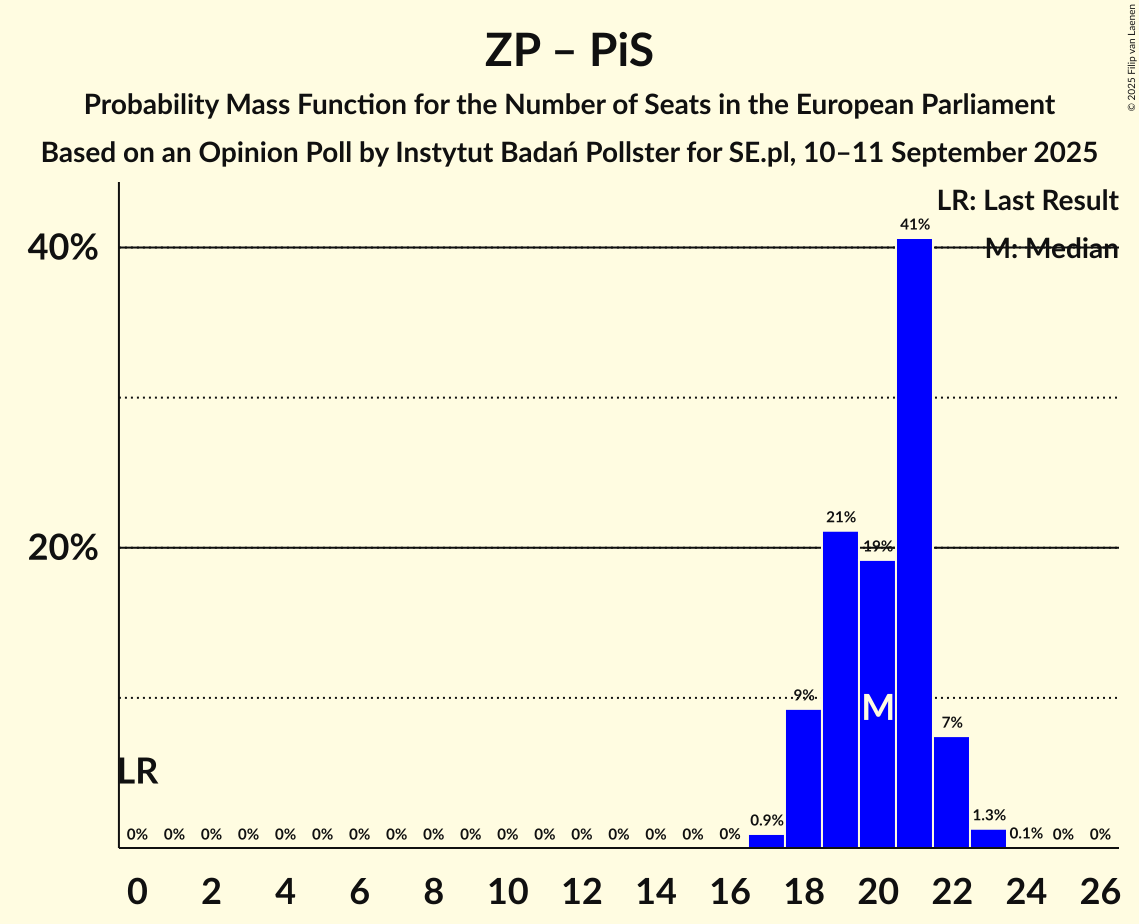 ZP – PiS
Probability Mass Function for the Number of Seats in the European Parliament
Based on an Opinion Poll by Instytut Badań Pollster for SE.pl, 10–11 September 2025
© 2025 Filip van Laenen
LR: Last Result
M: Median
40%
20%
41%
21%
19%
9%
M
7%
LR
0% 0% 0% 0% 0% 0% 0% 0% 0% 0% 0% 0% 0% 0% 0% 0% 0% 0.9% 1.3% 0.1% 0% 0%
0 2 4 6 8 10 12 14 16 18 20 22 24 26